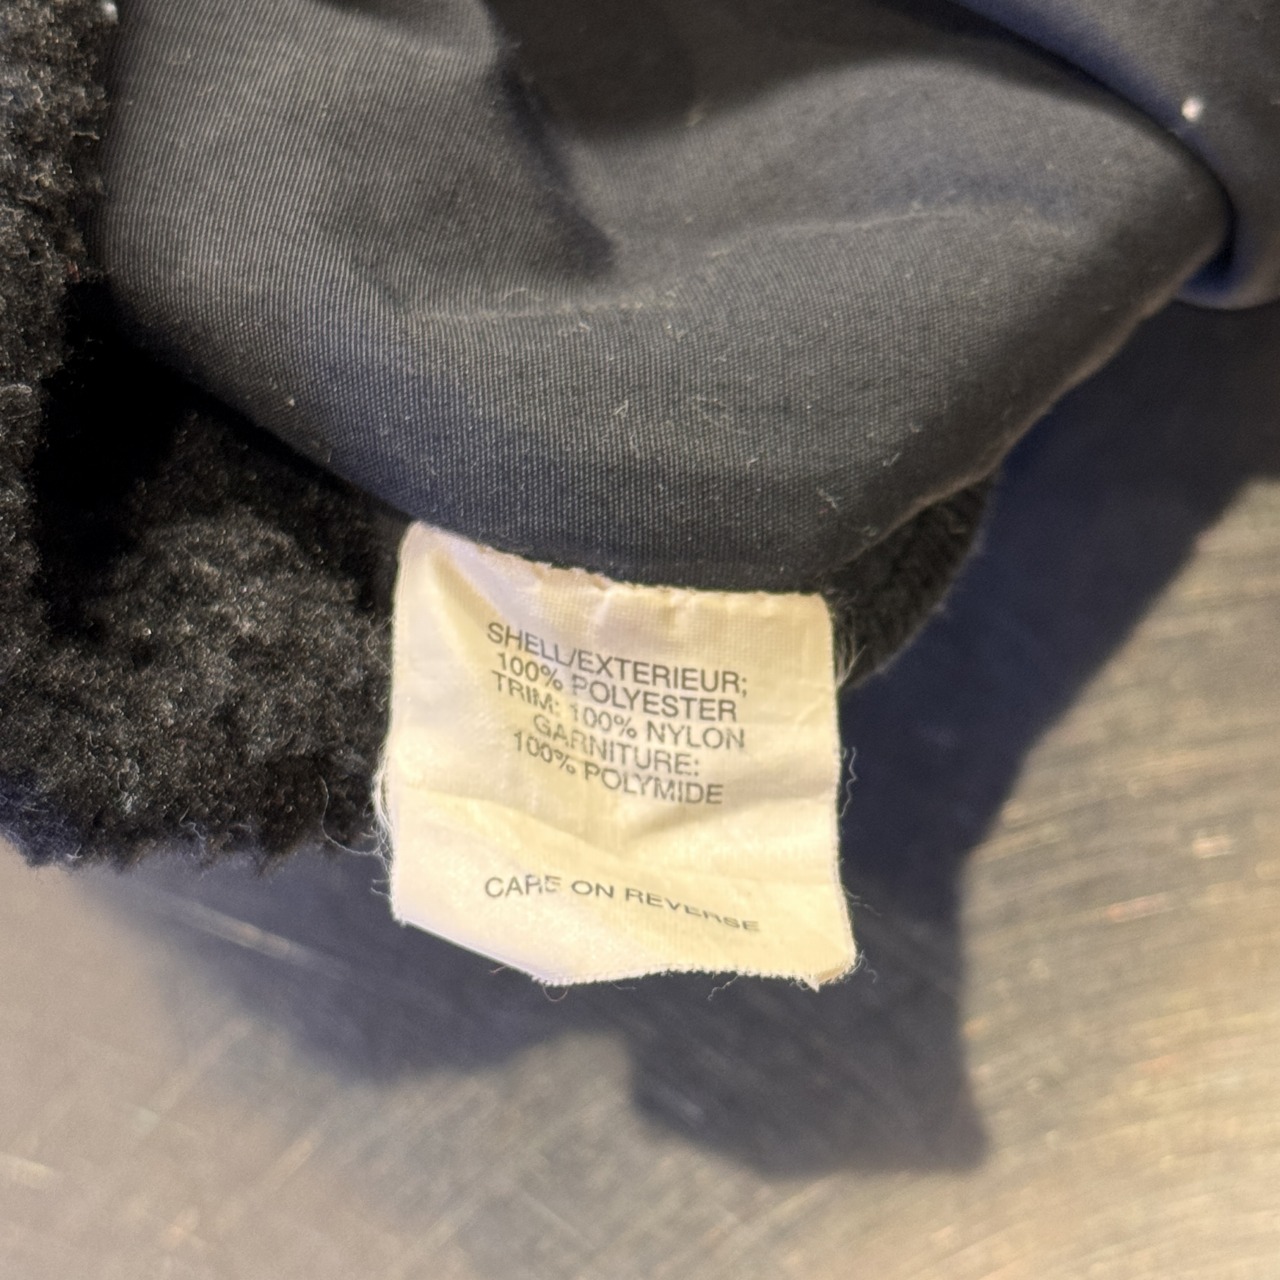 SHELL/EXTERIEUR;
100% POLYESTER
TRIM: 100% NYLON
GARNITURE:
100% POLYMIDE
CARE ON REVERSE